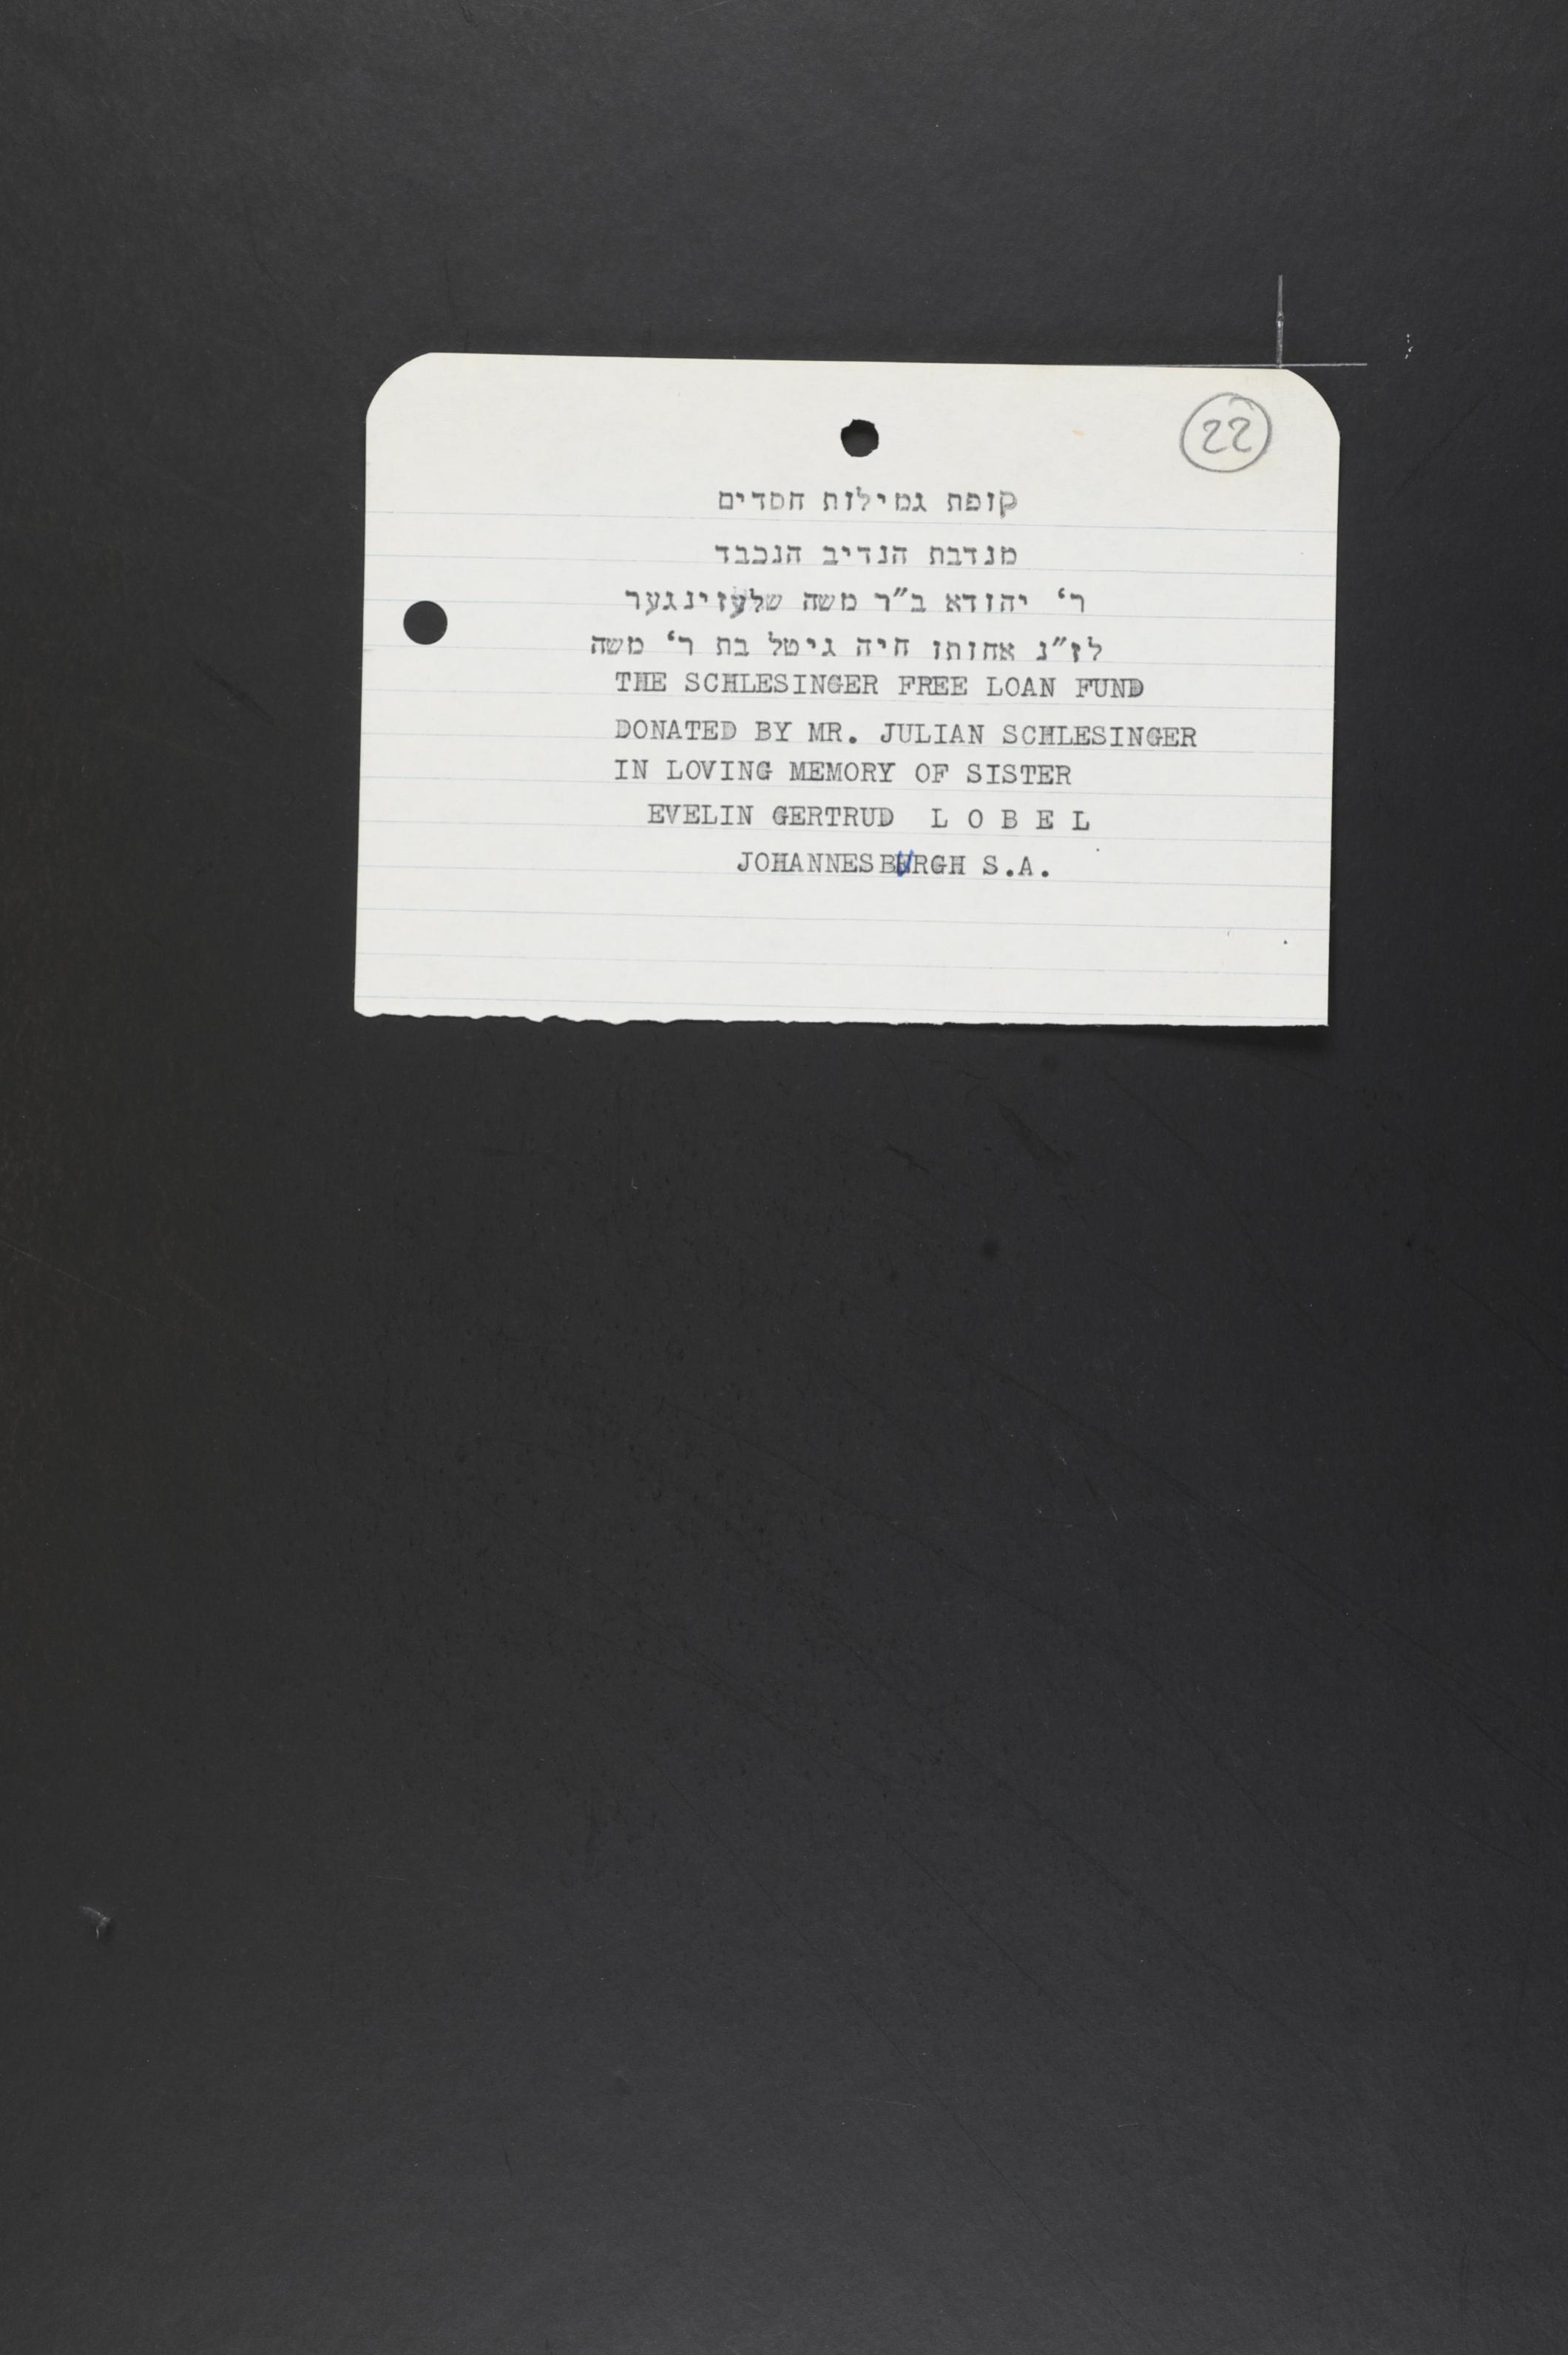 22
קופת גמילות חסדים
מנדבת הנדיב הנכבד
ר' יהודא ב"ר משה שלעזינגער
לז"נ אחותו חיה גיטל בת ר' משה
THE SCHLESINGER FREE LOAN FUND
DONATED BY MR. JULIAN SCHLESINGER
IN LOVING MEMORY OF SISTER
EVELIN GERTRUD L O B E L
JOHANNESBURGH S.A.